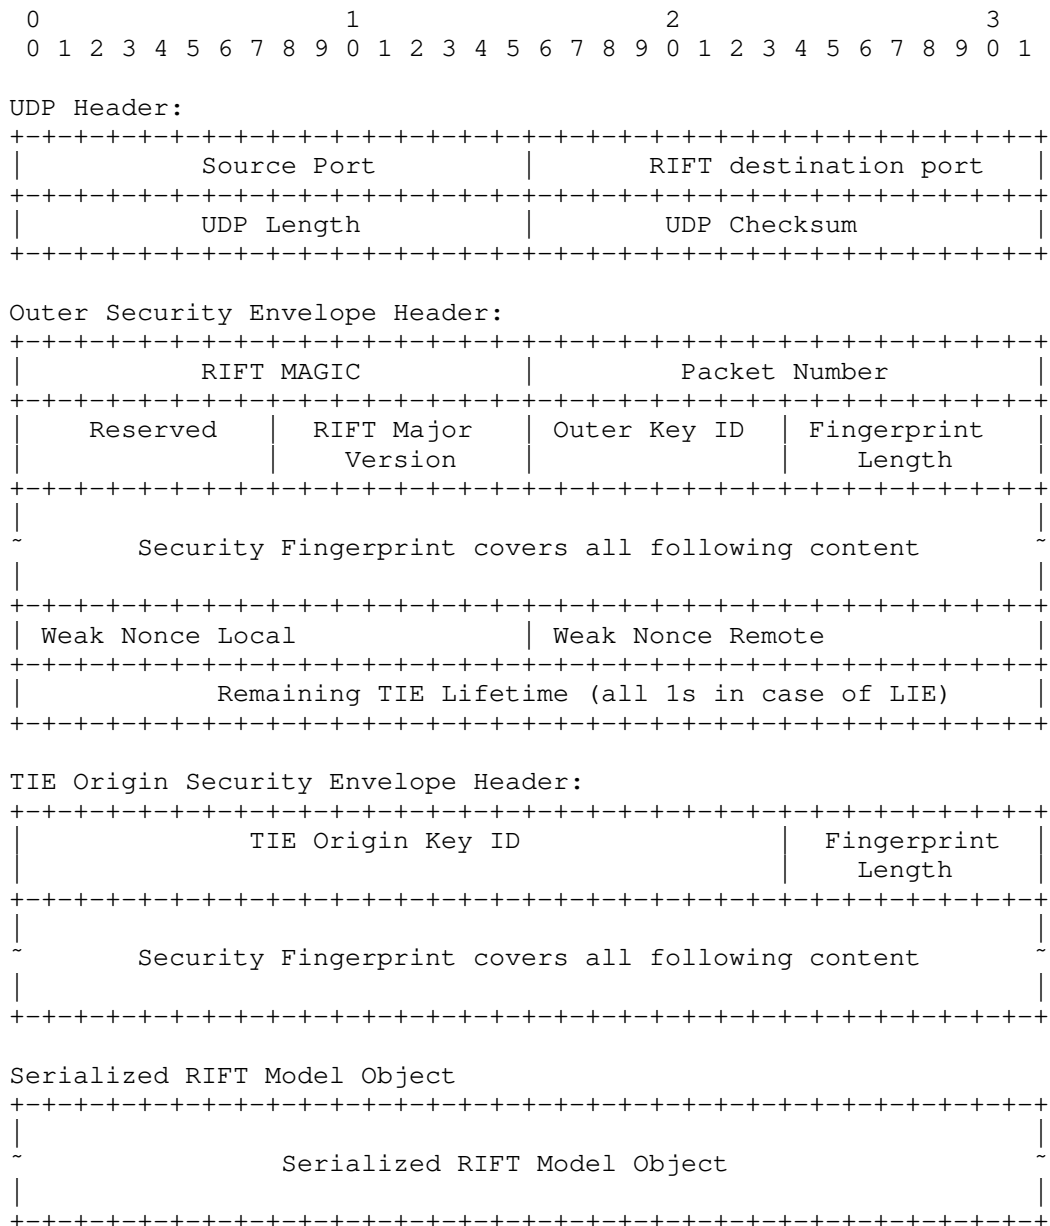 0                   1                   2                   3
0 1 2 3 4 5 6 7 8 9 0 1 2 3 4 5 6 7 8 9 0 1 2 3 4 5 6 7 8 9 0 1
UDP Header:
+-+-+-+-+-+-+-+-+-+-+-+-+-+-+-+-+-+-+-+-+-+-+-+-+-+-+-+-+-+-+-+-+
|           Source Port         |       RIFT destination port   |
+-+-+-+-+-+-+-+-+-+-+-+-+-+-+-+-+-+-+-+-+-+-+-+-+-+-+-+-+-+-+-+-+
|           UDP Length          |        UDP Checksum           |
+-+-+-+-+-+-+-+-+-+-+-+-+-+-+-+-+-+-+-+-+-+-+-+-+-+-+-+-+-+-+-+-+
Outer Security Envelope Header:
+-+-+-+-+-+-+-+-+-+-+-+-+-+-+-+-+-+-+-+-+-+-+-+-+-+-+-+-+-+-+-+-+
|           RIFT MAGIC          |         Packet Number         |
+-+-+-+-+-+-+-+-+-+-+-+-+-+-+-+-+-+-+-+-+-+-+-+-+-+-+-+-+-+-+-+-+
|    Reserved   |  RIFT Major   | Outer Key ID  | Fingerprint   |
|               |    Version    |               |    Length     |
+-+-+-+-+-+-+-+-+-+-+-+-+-+-+-+-+-+-+-+-+-+-+-+-+-+-+-+-+-+-+-+-+
|                                                               |
~       Security Fingerprint covers all following content       ~
|                                                               |
+-+-+-+-+-+-+-+-+-+-+-+-+-+-+-+-+-+-+-+-+-+-+-+-+-+-+-+-+-+-+-+-+
| Weak Nonce Local              | Weak Nonce Remote             |
+-+-+-+-+-+-+-+-+-+-+-+-+-+-+-+-+-+-+-+-+-+-+-+-+-+-+-+-+-+-+-+-+
|            Remaining TIE Lifetime (all 1s in case of LIE)     |
+-+-+-+-+-+-+-+-+-+-+-+-+-+-+-+-+-+-+-+-+-+-+-+-+-+-+-+-+-+-+-+-+
TIE Origin Security Envelope Header:
+-+-+-+-+-+-+-+-+-+-+-+-+-+-+-+-+-+-+-+-+-+-+-+-+-+-+-+-+-+-+-+-+
|              TIE Origin Key ID                |  Fingerprint  |
|                                               |    Length     |
+-+-+-+-+-+-+-+-+-+-+-+-+-+-+-+-+-+-+-+-+-+-+-+-+-+-+-+-+-+-+-+-+
|                                                               |
~       Security Fingerprint covers all following content       ~
|                                                               |
+-+-+-+-+-+-+-+-+-+-+-+-+-+-+-+-+-+-+-+-+-+-+-+-+-+-+-+-+-+-+-+-+
Serialized RIFT Model Object
+-+-+-+-+-+-+-+-+-+-+-+-+-+-+-+-+-+-+-+-+-+-+-+-+-+-+-+-+-+-+-+-+
|                                                               |
~                Serialized RIFT Model Object                   ~
|                                                               |
+-+-+-+-+-+-+-+-+-+-+-+-+-+-+-+-+-+-+-+-+-+-+-+-+-+-+-+-+-+-+-+-+